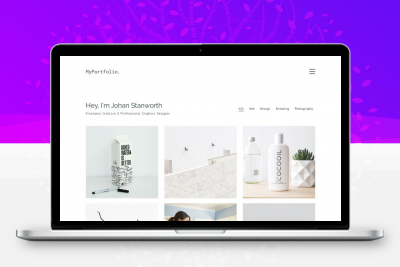 MyPortfolio.
Hey, I'm Johan Stanworth
Freelance Creative & Professional Graphics Designer
All Web Design Branding Photography
COCOOIL